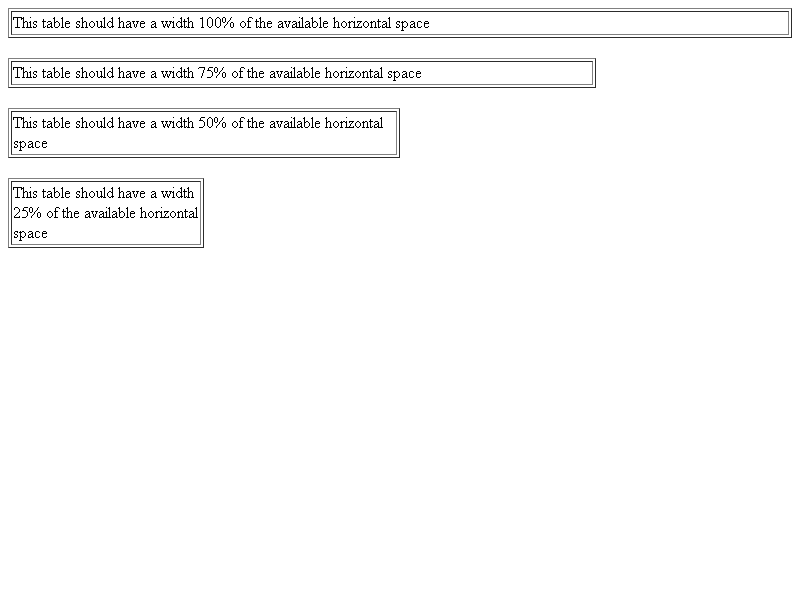 This table should have a width 100% of the available horizontal space
This table should have a width 75% of the available horizontal space
This table should have a width 50% of the available horizontal
space
This table should have a width
25% of the available horizontal
space